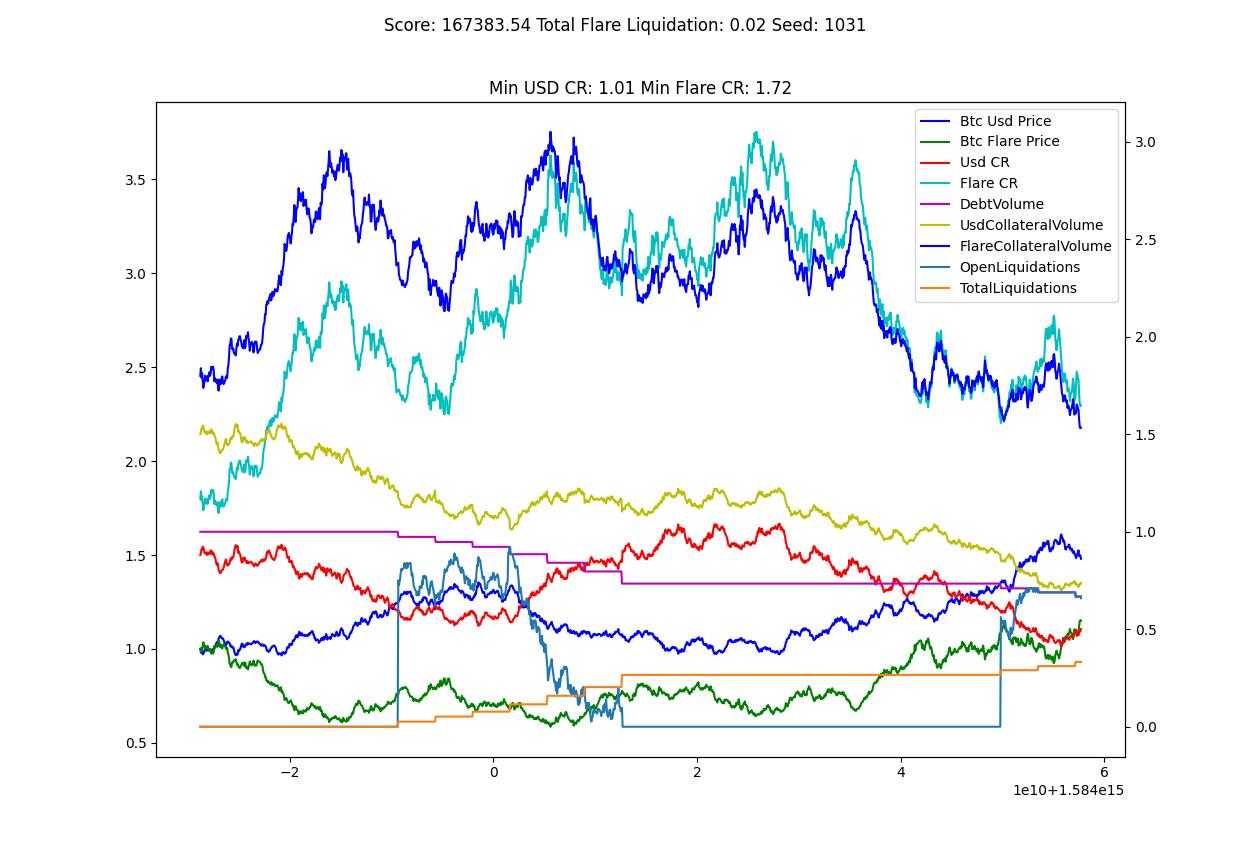 Score: 167383.54 Total Flare Liquidation: 0.02 Seed: 1031
Min USD CR: 1.01 Min Flare CR: 1.72
Btc Usd Price
Btc Flare Price
Usd CR
Flare CR
DebtVolume
UsdCollateralVolume
FlareCollateralVolume
OpenLiquidations
TotalLiquidations
3.5
3.0
2.5
2.0
1.5
1.0
0.5
3.0
2.5
2.0
1.5
1.0
0.5
0.0
−2
0
2
4
6
1e10+1.584e15